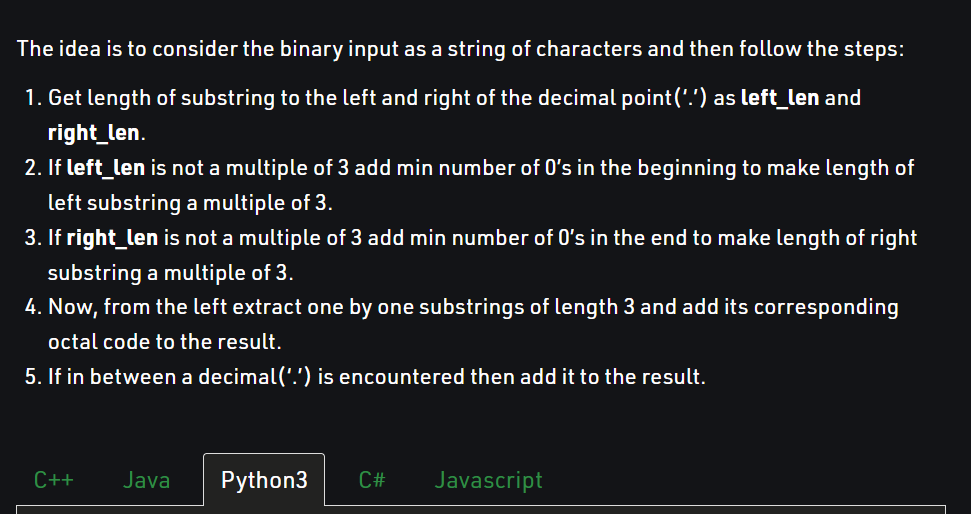 The idea is to consider the binary input as a string of characters and then follow the steps:
1. Get length of substring to the left and right of the decimal point('.') as left_len and
right_len.
2. If left_len is not a multiple of 3 add min number of 0's in the beginning to make length of
left substring a multiple of 3.
3. If right_len is not a multiple of 3 add min number of 0's in the end to make length of right
substring a multiple of 3.
4. Now, from the left extract one by one substrings of length 3 and add its corresponding
octal code to the result.
5. If in between a decimal('.') is encountered then add it to the result.
C++ Java Python3 C# Javascript